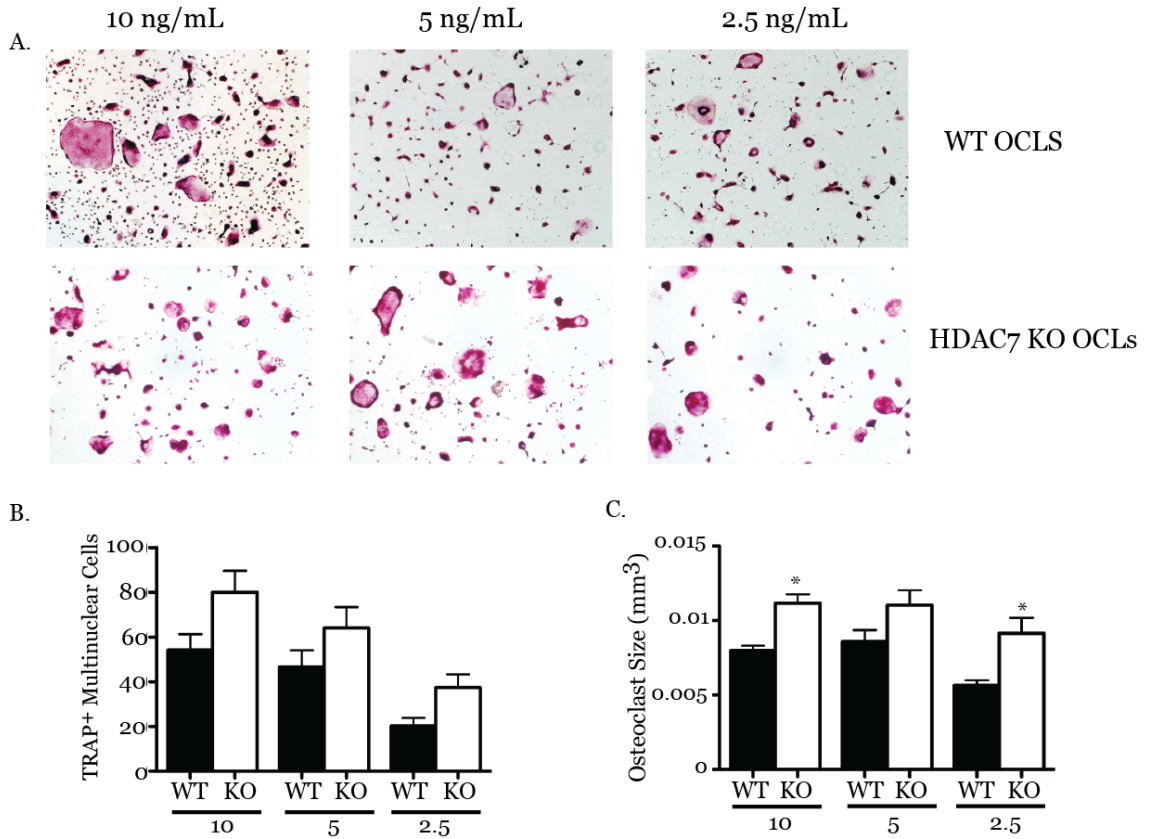 10 ng/mL 5 ng/mL 2.5 ng/mL
A.
WT OCLS
HDAC7 KO OCLs
B.
TRAP+ Multinuclear Cells
100
80
60
40
20
0
WT KO WT KO WT KO
10 5 2.5
C.
Osteoclast Size (mm3)
0.015
0.01
0.005
0
* *
WT KO WT KO WT KO
10 5 2.5